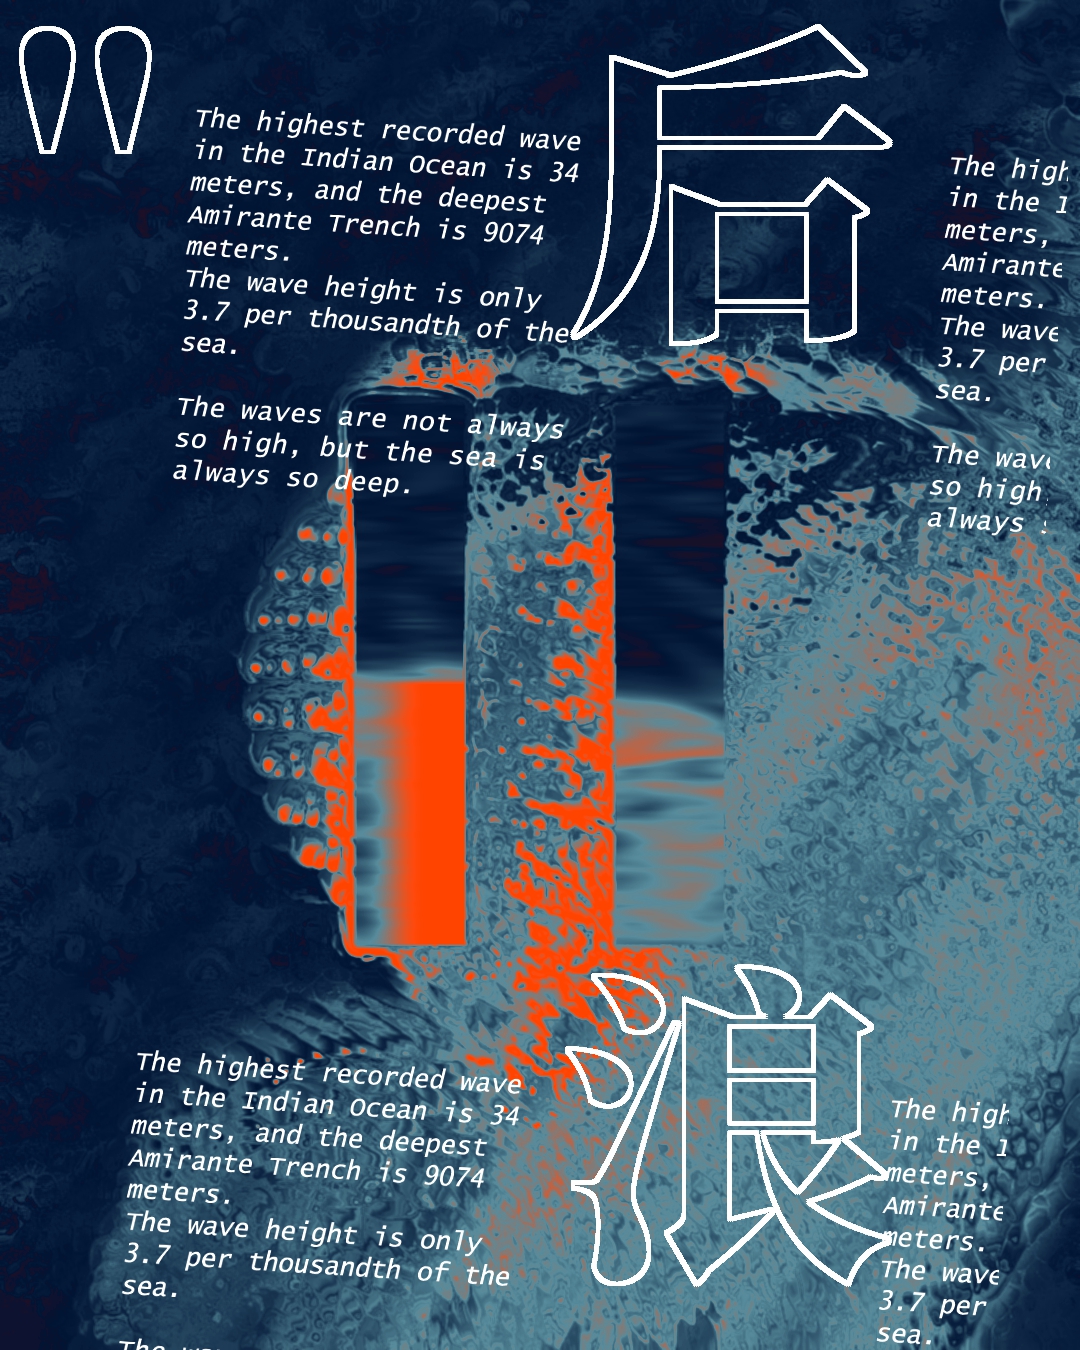 "
后
The highest recorded wave
in the Indian Ocean is 34
meters, and the deepest
Amirante Trench is 9074
meters.
The wave height is only
3.7 per thousandth of the
sea.
The waves are not always
so high, but the sea is
always so deep.
The high
in the I
meters,
Amirante
meters.
The wave
3.7 per
sea.
The wave
so high,
always s
浪
The highest recorded wave
in the Indian Ocean is 34
meters, and the deepest
Amirante Trench is 9074
meters.
The wave height is only
3.7 per thousandth of the
sea.
The high
in the I
meters,
Amirante
meters.
The wave
3.7 per
sea.